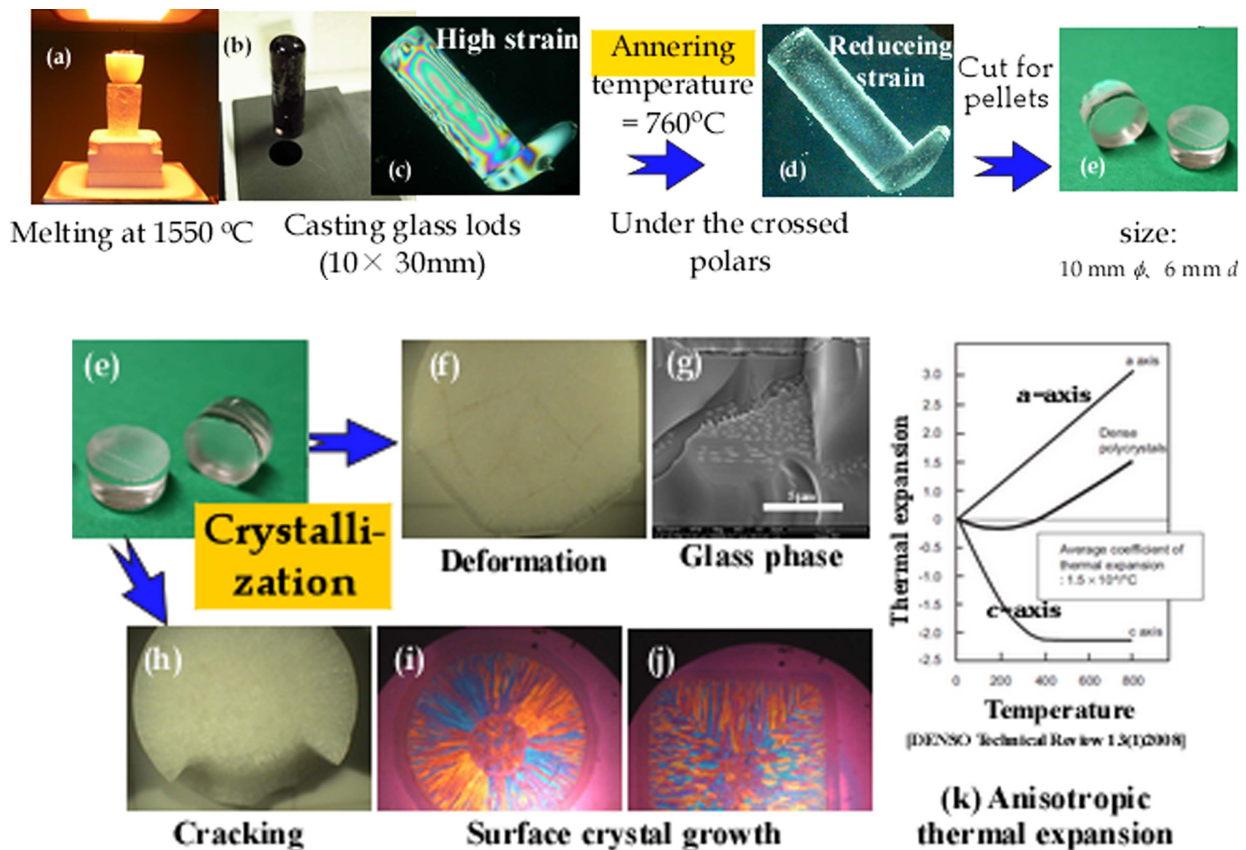 (a)
(b)
(c)
High strain
Annering
temperature
= 760°C
Reduceing
strain
(d)
Cut for
pellets
(e)
Melting at 1550 °C
Casting glass lods
(10× 30mm)
Under the crossed
polars
size:
10 mm ϕ、6 mm d
(e)
Crystalli-
zation
(f)
Deformation
(g)
5μm
Glass phase
(h)
Cracking
(i)
(j)
Surface crystal growth
Thermal expansion
3.0
2.5
2.0
1.5
1.0
0
-0.5
-1.0
-1.5
-2.0
-2.5
a axis
a-axis
Dense
polycrystals
Average coefficient of
thermal expansion
c-axis
c axis
0
200
400
600
800
Temperature
[DENSO Technical Review 13(1)2008]
(k) Anisotropic
thermal expansion